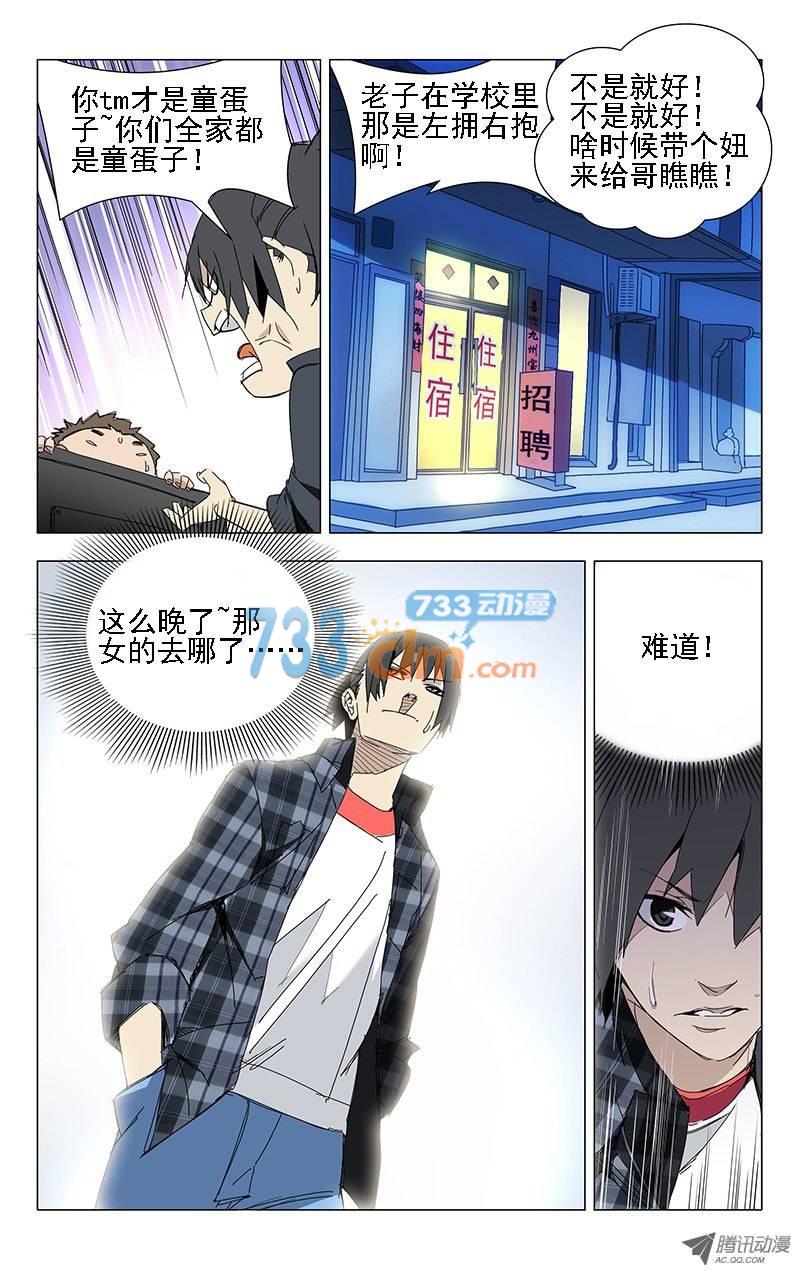 你tm才是童蛋
子~你们全家都
是童蛋子！
老子在学校里
那是左拥右抱
啊！
不是就好！
不是就好！
啥时候带个妞
来给哥瞧瞧！
住宿
住宿
招聘
这么晚了~那
女的去哪了……
733动漫
733dm.com
难道！
腾讯动漫
AC.QQ.COM